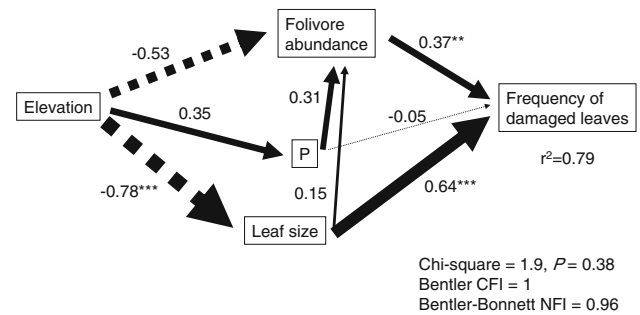 Folivore
abundance
-0.53
0.37**
Elevation
0.35
0.31
-0.05
Frequency of
damaged leaves
P
r²=0.79
-0.78***
0.15
0.64***
Leaf size
Chi-square = 1.9, P = 0.38
Bentler CFI = 1
Bentler-Bonnett NFI = 0.96